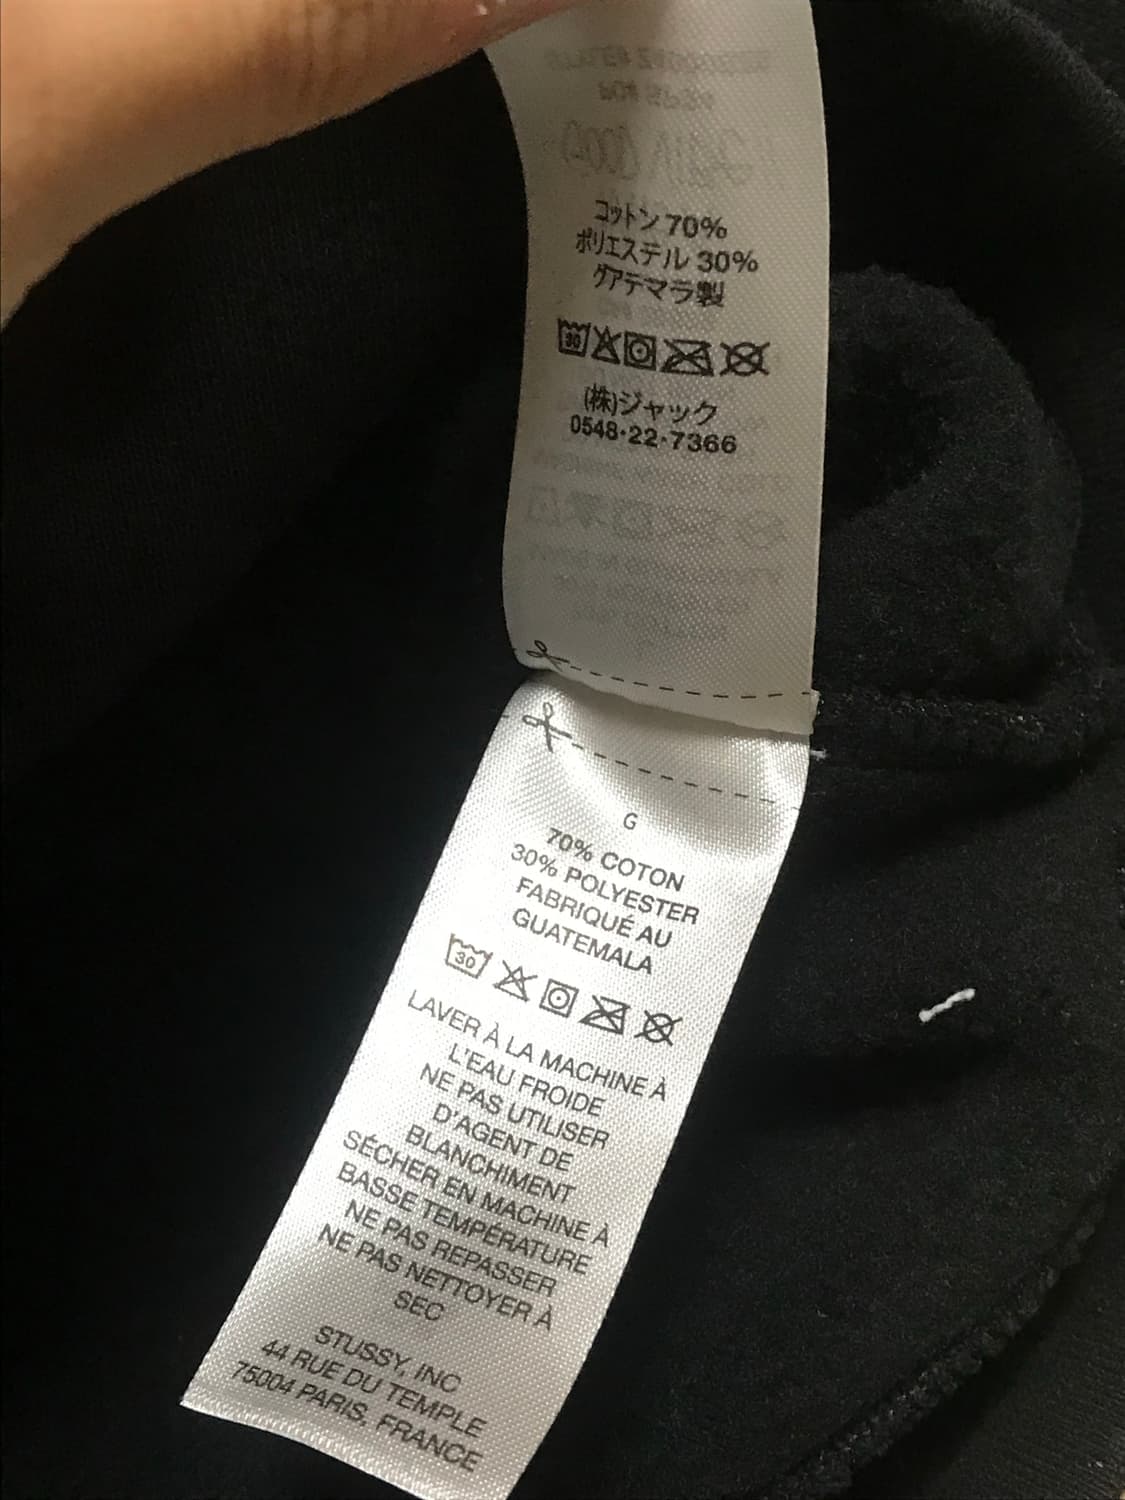 コットン 70%
ポリエステル 30%
グアテマラ製
30
(株)ジャック
0548-22-7366
G
70% COTON
30% POLYESTER
FABRIQUÉ AU
GUATEMALA
30
LAVER À LA MACHINE À
L'EAU FROIDE
NE PAS UTILISER
D'AGENT DE
BLANCHIMENT
SÉCHER EN MACHINE À
BASSE TEMPÉRATURE
NE PAS REPASSER
NE PAS NETTOYER À
SEC
STUSSY, INC
44 RUE DU TEMPLE
75004 PARIS, FRANCE